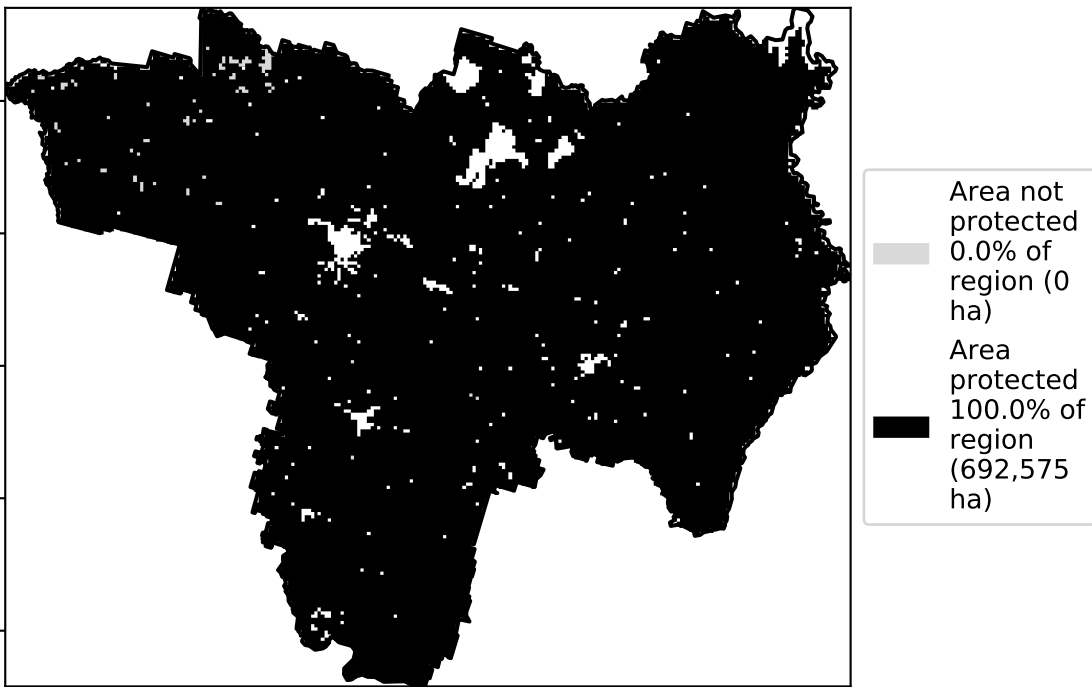 Area not
protected
0.0% of
region (0
ha)
Area
protected
100.0% of
region
(692,575
ha)